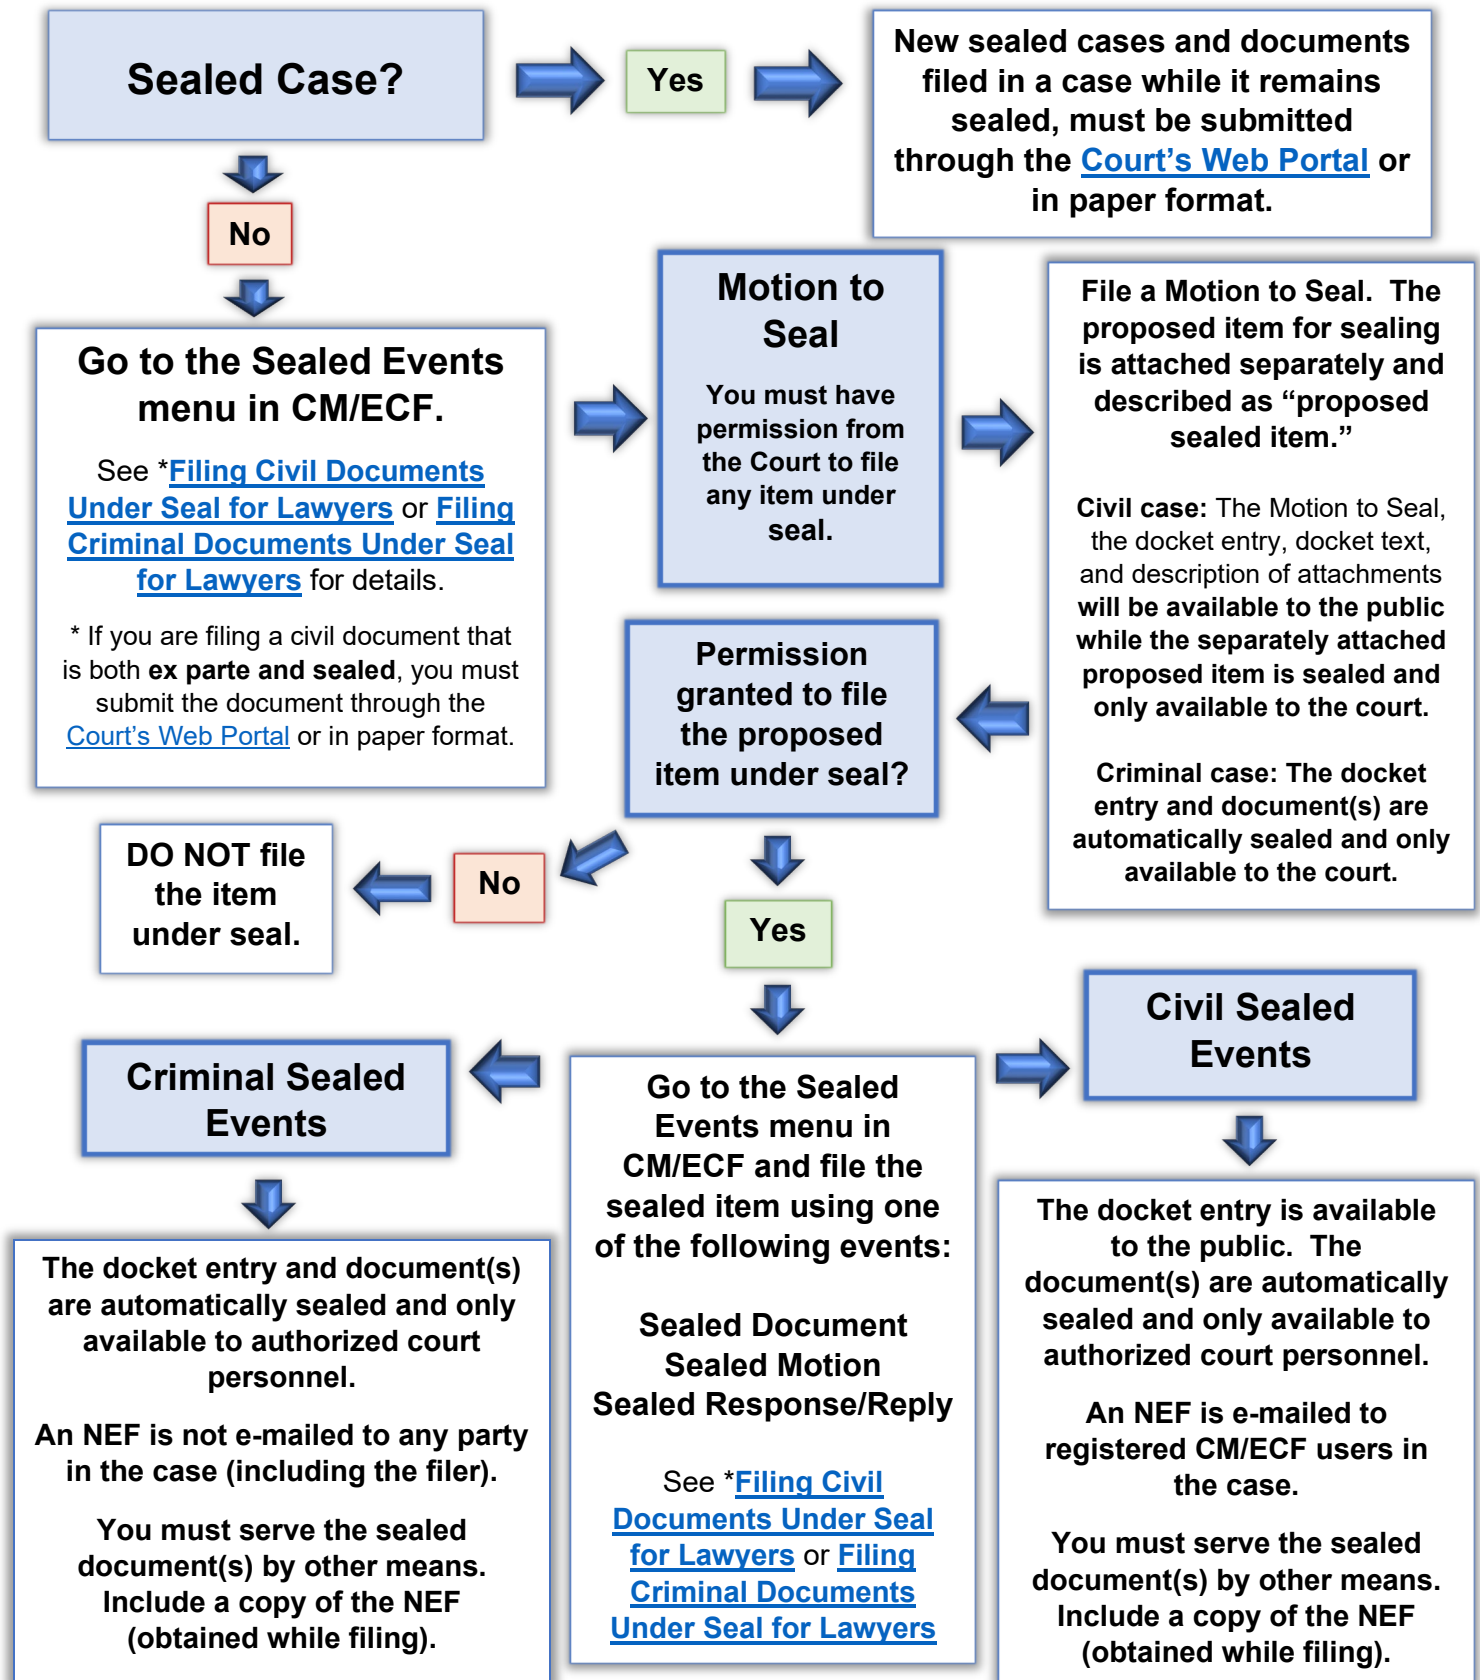 Sealed Case?
Yes
New sealed cases and documents
filed in a case while it remains
sealed, must be submitted
through the Court’s Web Portal or
in paper format.
No
Go to the Sealed Events
menu in CM/ECF.
See *Filing Civil Documents
Under Seal for Lawyers or Filing
Criminal Documents Under Seal
for Lawyers for details.
* If you are filing a civil document that
is both ex parte and sealed, you must
submit the document through the
Court’s Web Portal or in paper format.
Motion to
Seal
You must have
permission from
the Court to file
any item under
seal.
File a Motion to Seal.  The
proposed item for sealing
is attached separately and
described as “proposed
sealed item.”
Civil case: The Motion to Seal,
the docket entry, docket text,
and description of attachments
will be available to the public
while the separately attached
proposed item is sealed and
only available to the court.
Criminal case: The docket
entry and document(s) are
automatically sealed and only
available to the court.
Permission
granted to file
the proposed
item under seal?
No
DO NOT file
the item
under seal.
Yes
Go to the Sealed
Events menu in
CM/ECF and file the
sealed item using one
of the following events:
Sealed Document
Sealed Motion
Sealed Response/Reply
See *Filing Civil
Documents Under Seal
for Lawyers or Filing
Criminal Documents
Under Seal for Lawyers
Criminal Sealed
Events
The docket entry and document(s)
are automatically sealed and only
available to authorized court
personnel.
An NEF is not e-mailed to any party
in the case (including the filer).
You must serve the sealed
document(s) by other means.
Include a copy of the NEF
(obtained while filing).
Civil Sealed
Events
The docket entry is available
to the public.  The
document(s) are automatically
sealed and only available to
authorized court personnel.
An NEF is e-mailed to
registered CM/ECF users in
the case.
You must serve the sealed
document(s) by other means.
Include a copy of the NEF
(obtained while filing).